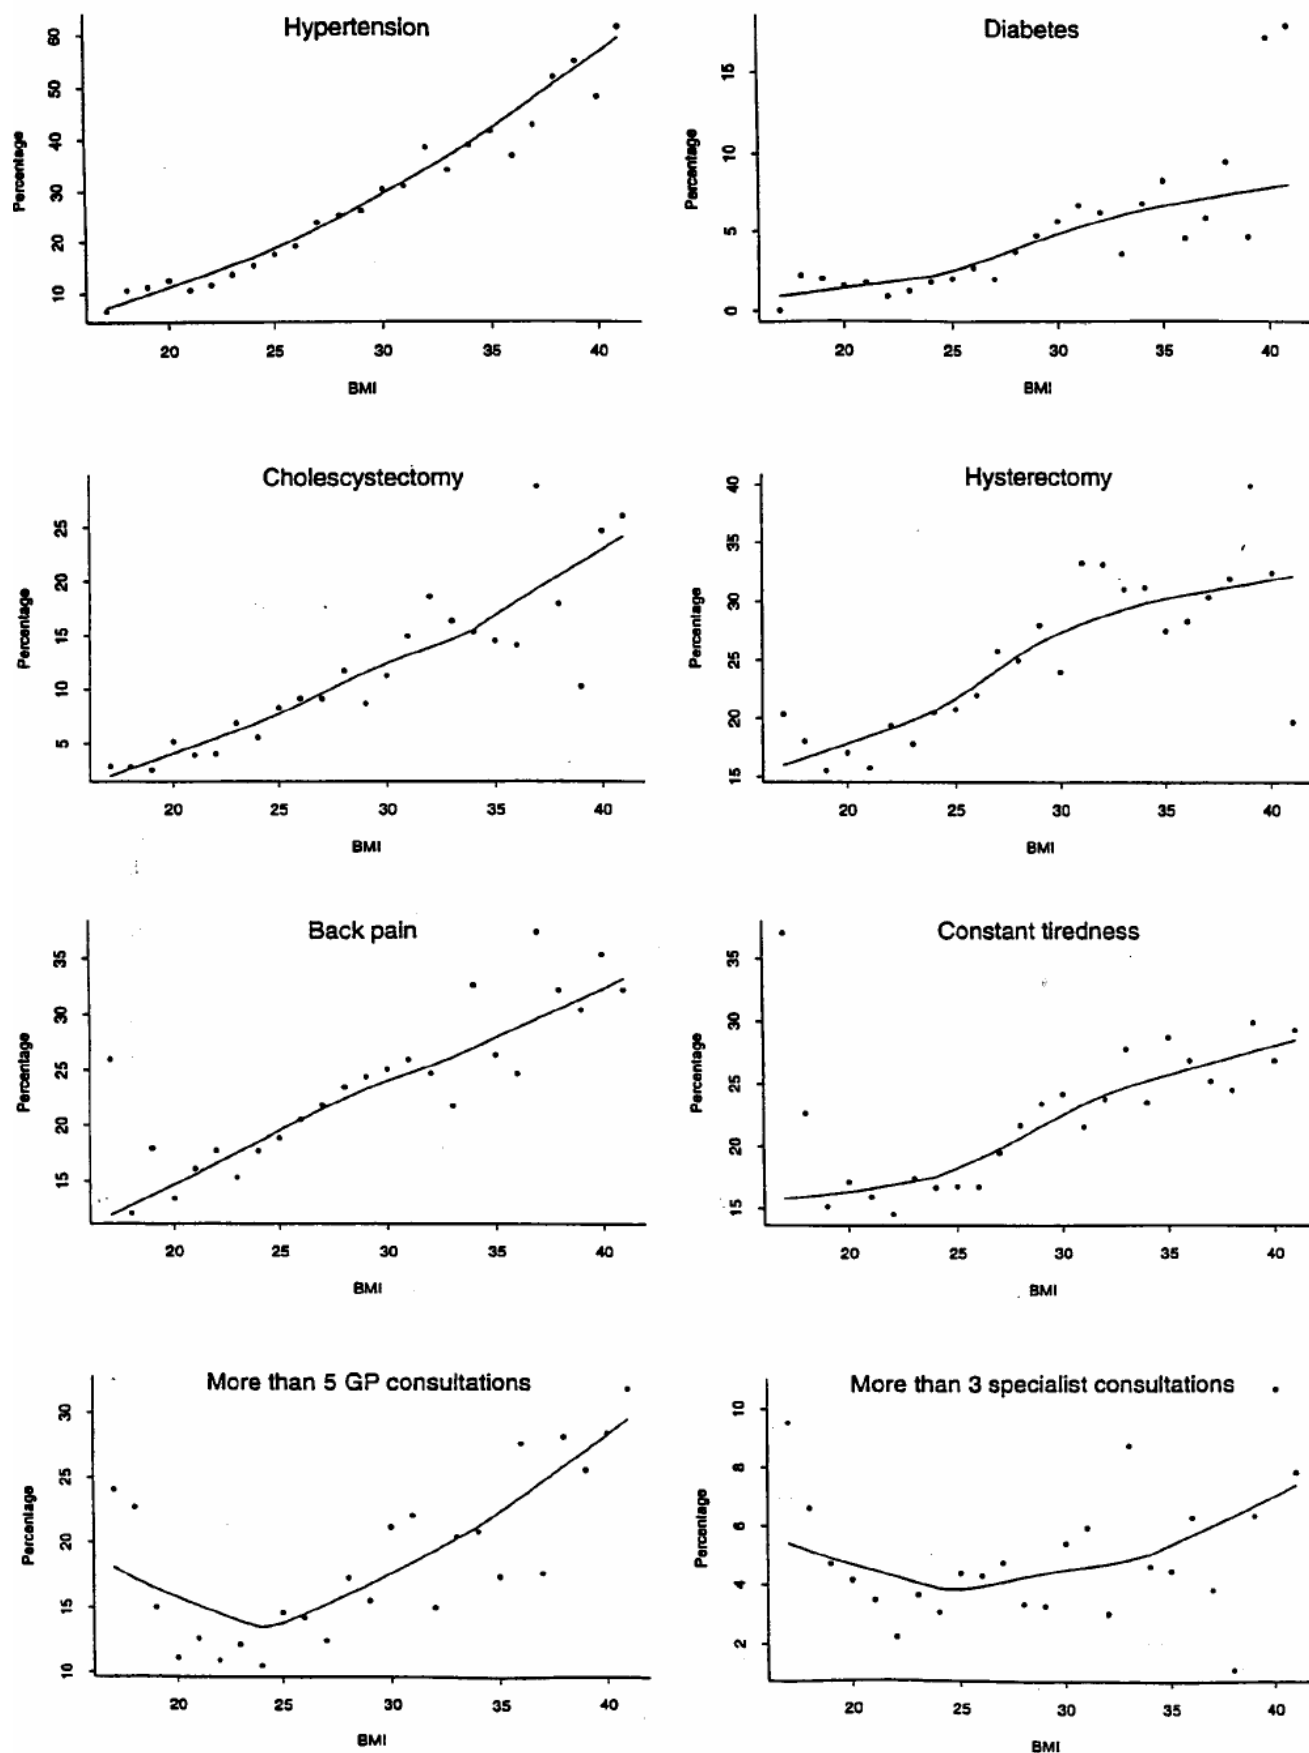 Hypertension
Percentage
60
50
40
30
20
10
20 25 30 35 40
BMI
Diabetes
Percentage
15
10
5
0
20 25 30 35 40
BMI
Cholescystectomy
Percentage
25
20
15
10
5
20 25 30 35 40
BMI
Hysterectomy
Percentage
40
35
30
25
20
15
20 25 30 35 40
BMI
Back pain
Percentage
35
30
25
20
15
20 25 30 35 40
BMI
Constant tiredness
Percentage
35
30
25
20
15
20 25 30 35 40
BMI
More than 5 GP consultations
Percentage
30
25
20
15
10
20 25 30 35 40
BMI
More than 3 specialist consultations
Percentage
10
8
6
4
2
20 25 30 35 40
BMI